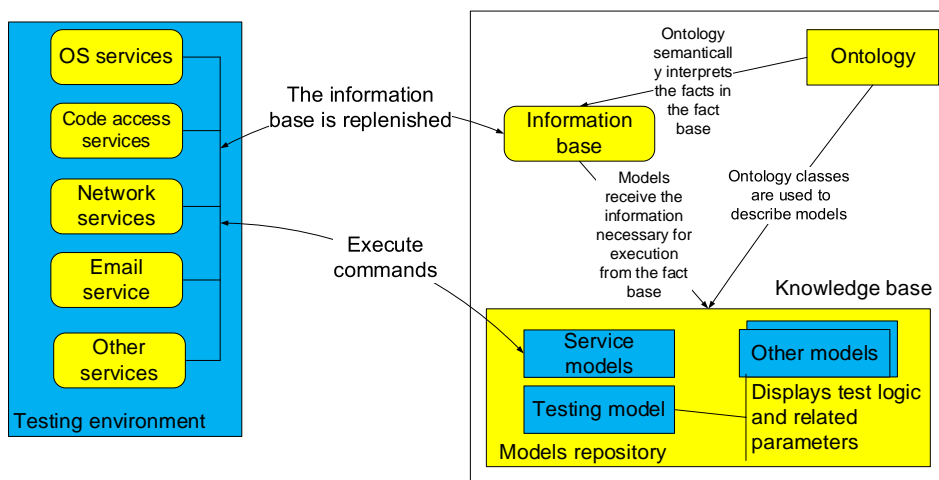 OS services
Code access
services
Network
services
Email
service
Other
services
Testing environment
The information
base is replenished
Execute
commands
Ontology
semanticall
y interprets
the facts in
the fact
base
Ontology
Information
base
Models
receive the
information
necessary for
execution
from the fact
base
Ontology classes
are used to
describe models
Knowledge base
Service
models
Other models
Testing model
Displays test logic
and related
parameters
Models repository